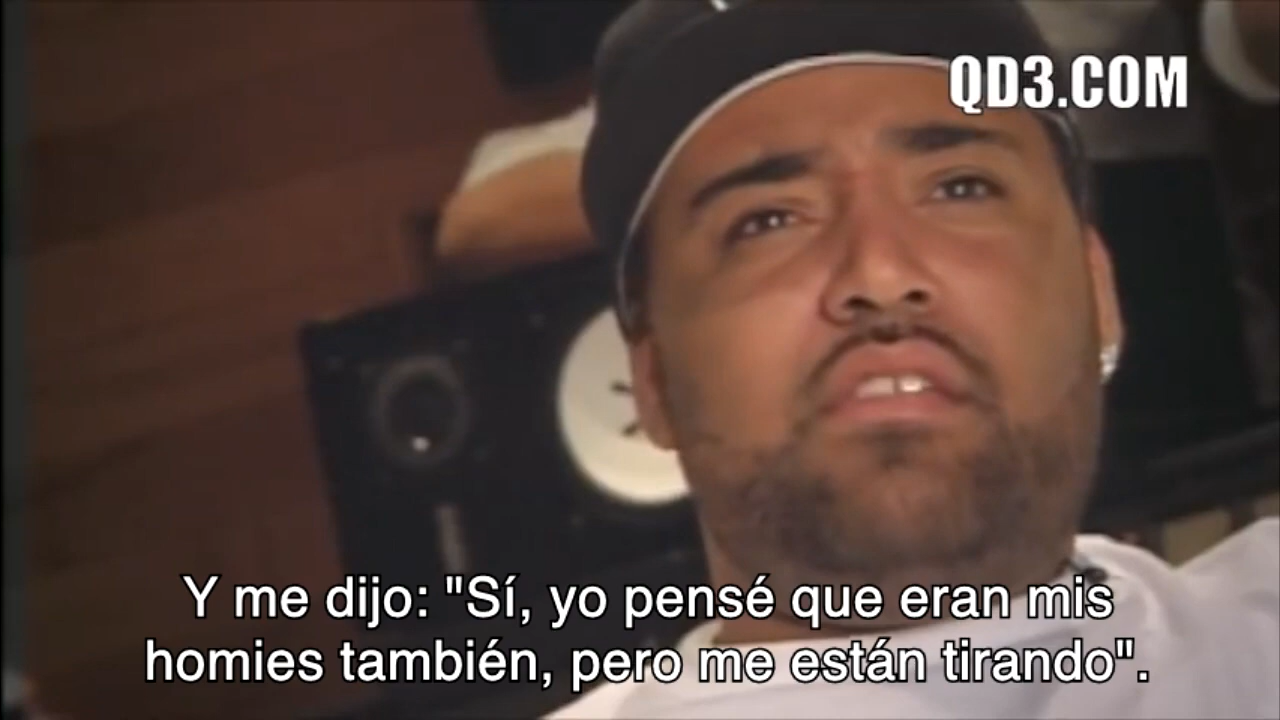 QD3.COM
Y me dijo: "Sí, yo pensé que eran mis
homies también, pero me están tirando".